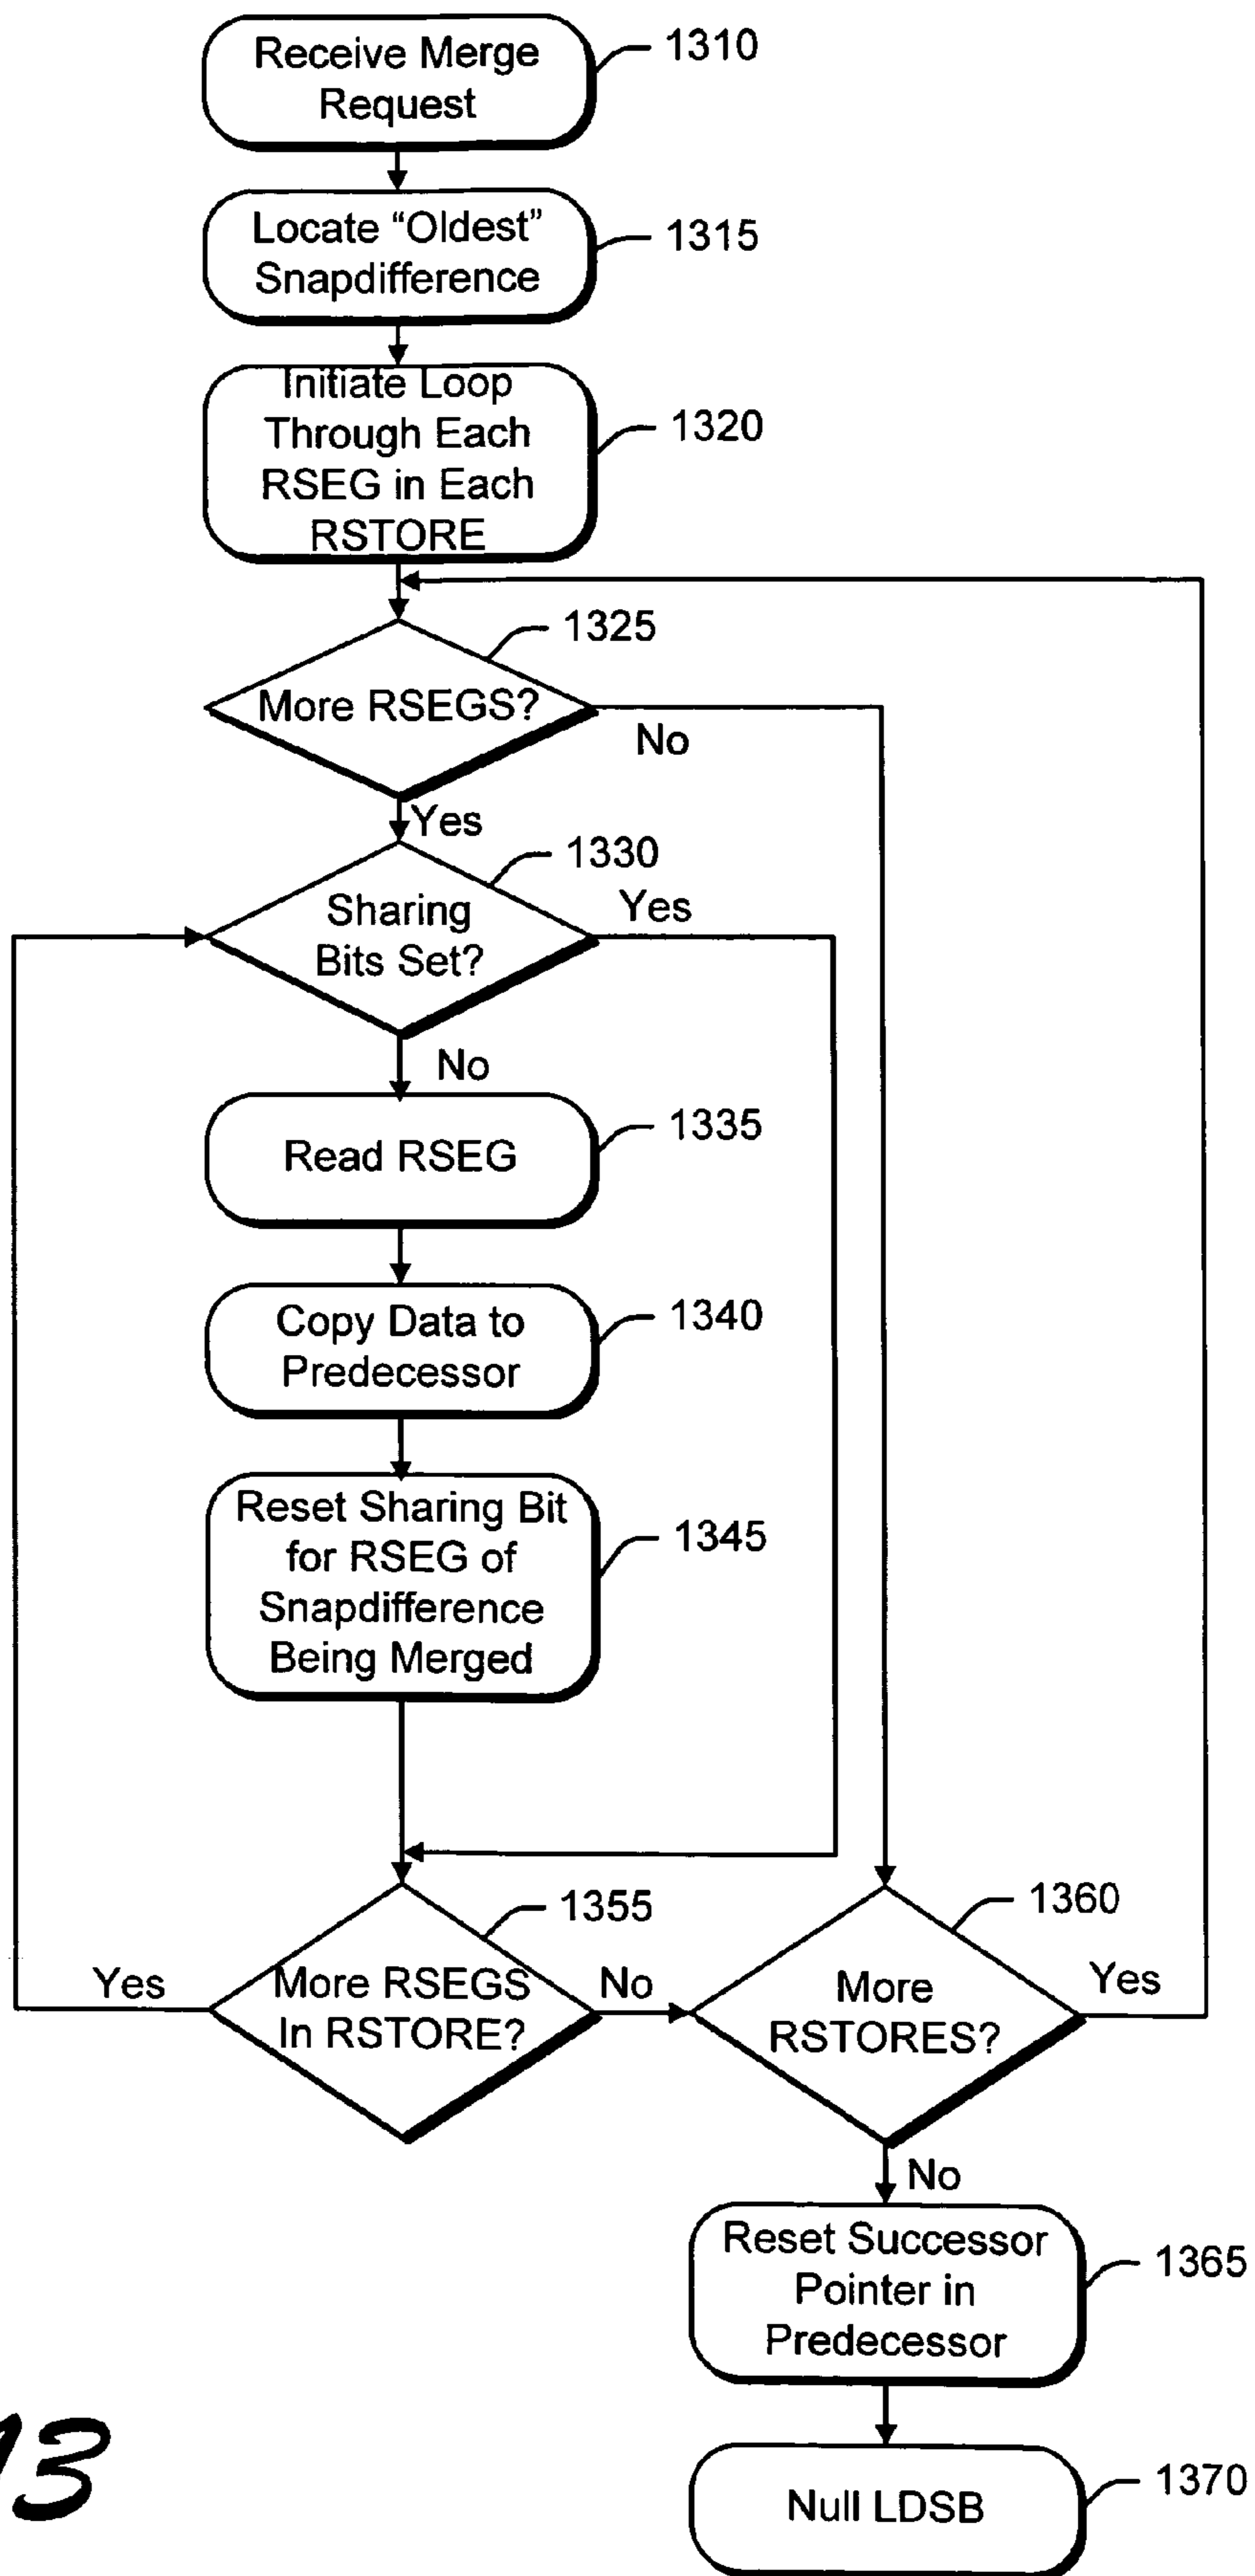 Receive Merge
Request
1310
Locate “Oldest”
Snapdifference
1315
Initiate Loop
Through Each
RSEG in Each
RSTORE
1320
1325
More RSEGS?
No
Yes
1330
Sharing
Bits Set?
Yes
No
Read RSEG
1335
Copy Data to
Predecessor
1340
Reset Sharing Bit
for RSEG of
Snapdifference
Being Merged
1345
1355
More RSEGS
In RSTORE?
Yes
No
1360
More
RSTORES?
Yes
No
Reset Successor
Pointer in
Predecessor
1365
Null LDSB
1370
13